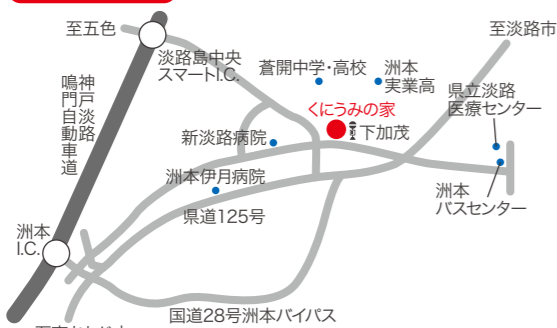 至五色
至淡路市
淡路島中央
スマートI.C.
蒼開中学・高校
洲本
実業高
神戸淡路
鳴門自動車道
県立淡路
医療センター
くにうみの家
下加茂
新淡路病院
洲本伊月病院
洲本
バスセンター
県道125号
洲本
I.C.
国道28号洲本バイパス